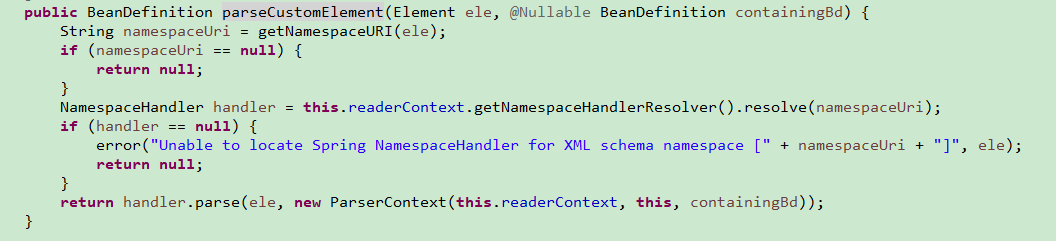 public BeanDefinition parseCustomElement(Element ele, @Nullable BeanDefinition containingBd) {
    String namespaceUri = getNamespaceURI(ele);
    if (namespaceUri == null) {
        return null;
    }
    NamespaceHandler handler = this.readerContext.getNamespaceHandlerResolver().resolve(namespaceUri);
    if (handler == null) {
        error("Unable to locate Spring NamespaceHandler for XML schema namespace [" + namespaceUri + "]", ele);
        return null;
    }
    return handler.parse(ele, new ParserContext(this.readerContext, this, containingBd));
}